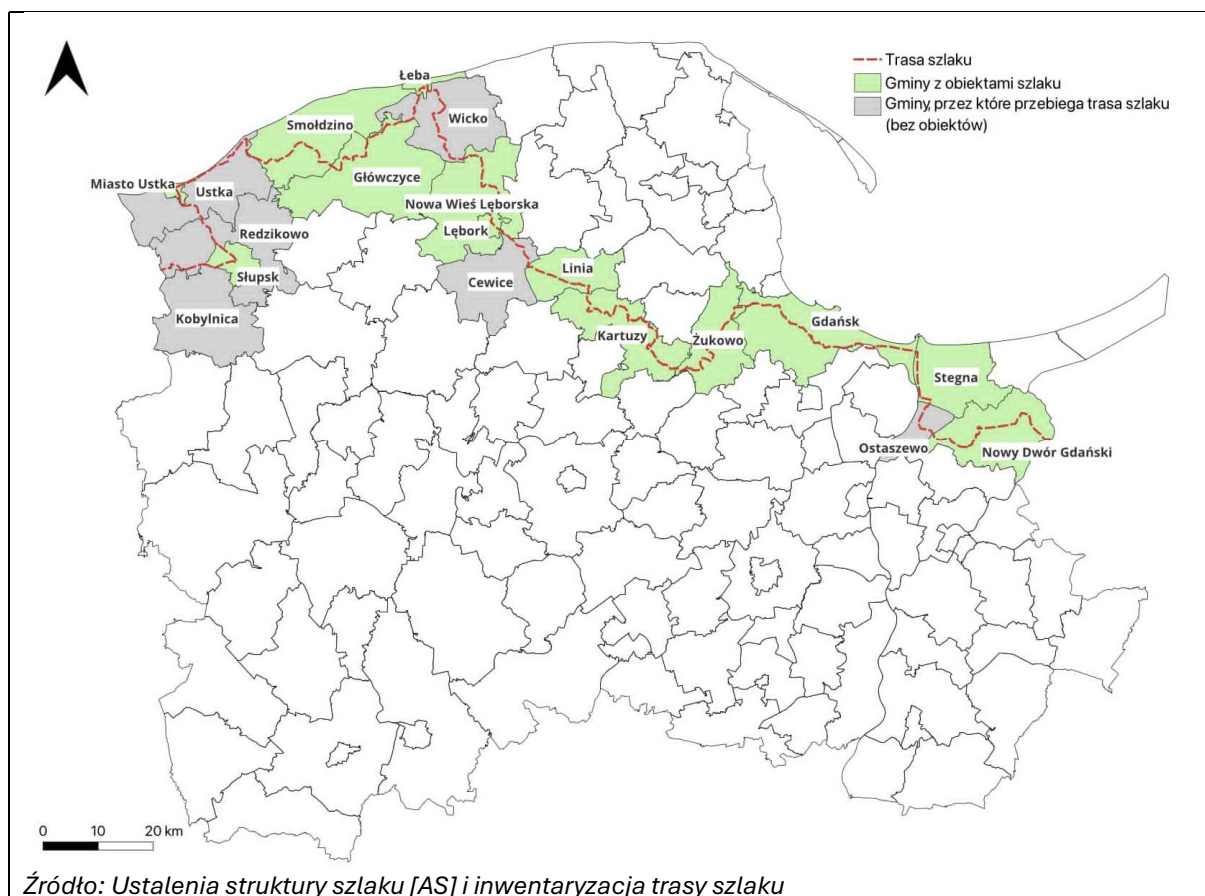 Trasa szlaku
Gminy z obiektami szlaku
Gminy, przez które przebiega trasa szlaku
(bez obiektów)
Łeba
Wicko
Smołdzino
Główczyce
Miasto Ustka
Ustka
Nowa Wieś Lęborska
Redzikowo
Lębork
Słupsk
Cewice
Linia
Kobylnica
Kartuzy
Żukowo
Gdańsk
Stegna
Ostaszewo
Nowy Dwór Gdański
0 10 20 km
Źródło: Ustalenia struktury szlaku [AS] i inwentaryzacja trasy szlaku